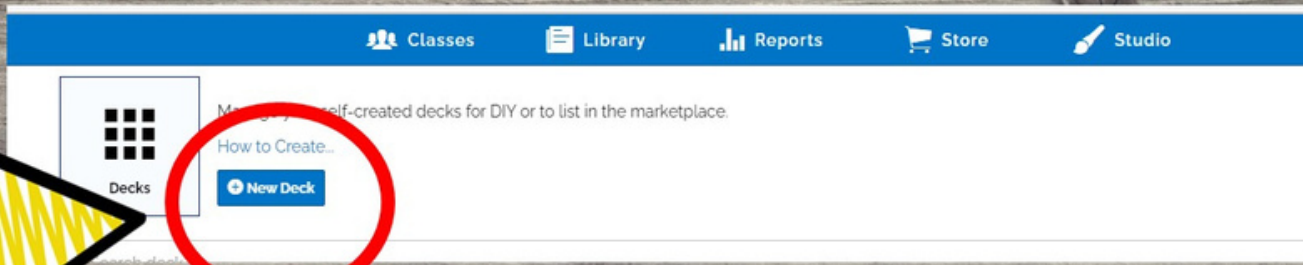 Classes Library Reports Store Studio
self-created decks for DIY or to list in the marketplace.
How to Create...
Decks
New Deck